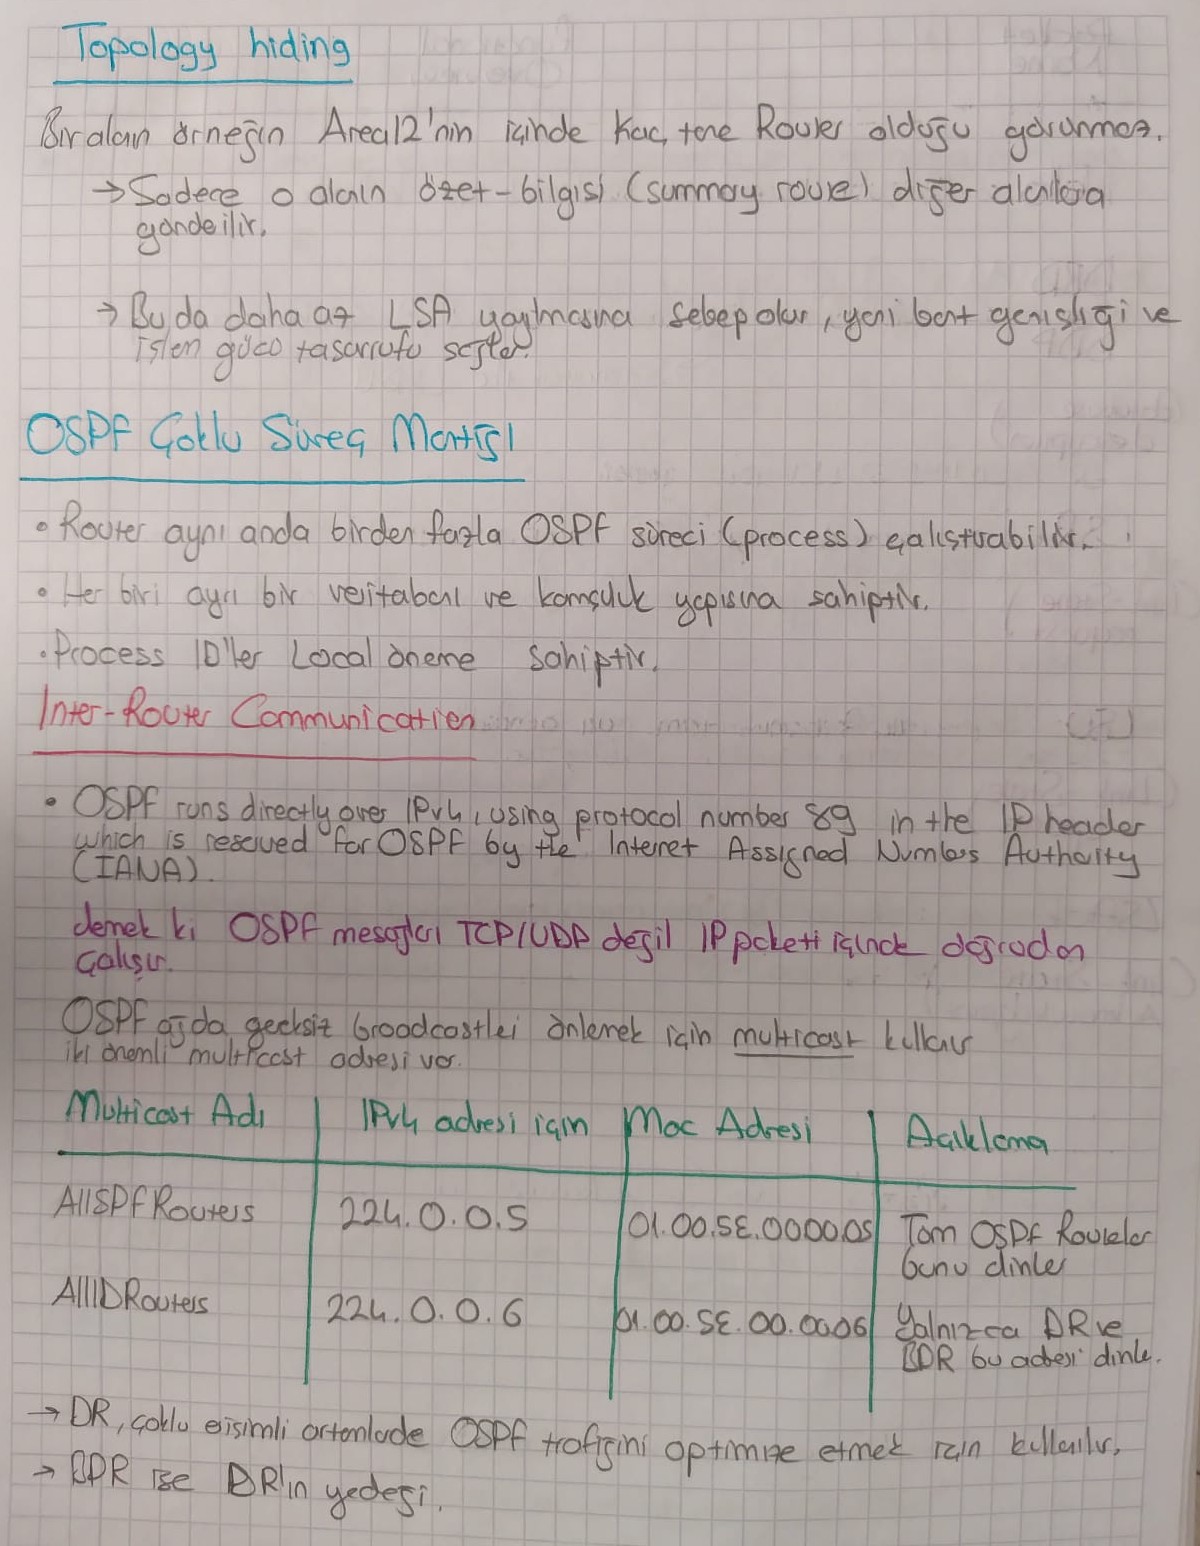 Topology hiding
Bir alan örneğin Area12'nin içinde kaç tane Router olduğu görünmez.
→ Sadece o alanın özet-bilgisi (summay roue) diğer alanlara
gönderilir.
→ Bu da daha az LSA yayılmasına sebep olur, yani bant genişliği ve
işlem gücü tasarrufu sağlar.
OSPF Çoklu Süreç Mantığı
• Router aynı anda birden fazla OSPF süreci (process) çalıştırabilir.
• Her biri ayrı bir veritabanı ve komşuluk yapısına sahiptir.
• Process ID'ler Local öneme sahiptir.
Inter-Router Communication
• OSPF runs directly over IPv4, using protocol number 89 in the IP header
which is reserved for OSPF by the Internet Assigned Numbers Authority
(IANA).
demek ki OSPF mesajları TCP/UDP değil IP paketi içinde doğrudan
çalışır.
OSPF ağda gereksiz broadcastleri önlemek için multicast kullanır
iki önemli multicast adresi var.
Multicast Adı | IPv4 adresi için | Mac Adresi | Açıklama
AllSPFRouters | 224.0.0.5 | 01.00.5E.0000.05 | Tüm OSPF Routerler
bunu dinler
AllDRouters | 224.0.0.6 | 01.00.5E.00.0006 | Yalnızca DR ve
BDR bu adresi dinler.
→ DR, çoklu erişimli ortamlarda OSPF trafiğini optimize etmek için kullanılır.
→ BDR ise DR'ın yedeği.